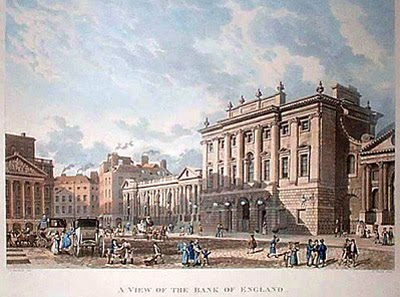 A VIEW OF THE BANK OF ENGLAND